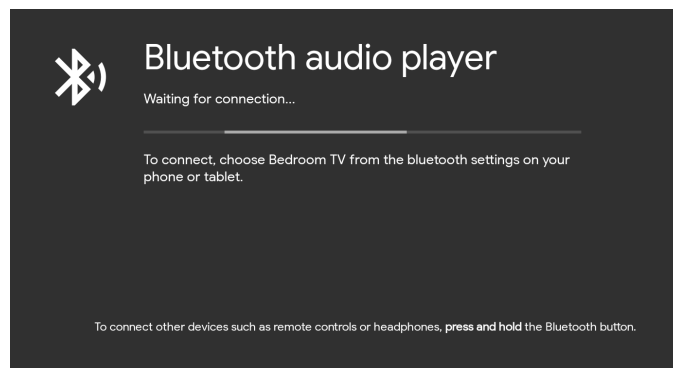 Bluetooth audio player
Waiting for connection...
To connect, choose Bedroom TV from the bluetooth settings on your
phone or tablet.
To connect other devices such as remote controls or headphones, press and hold the Bluetooth button.